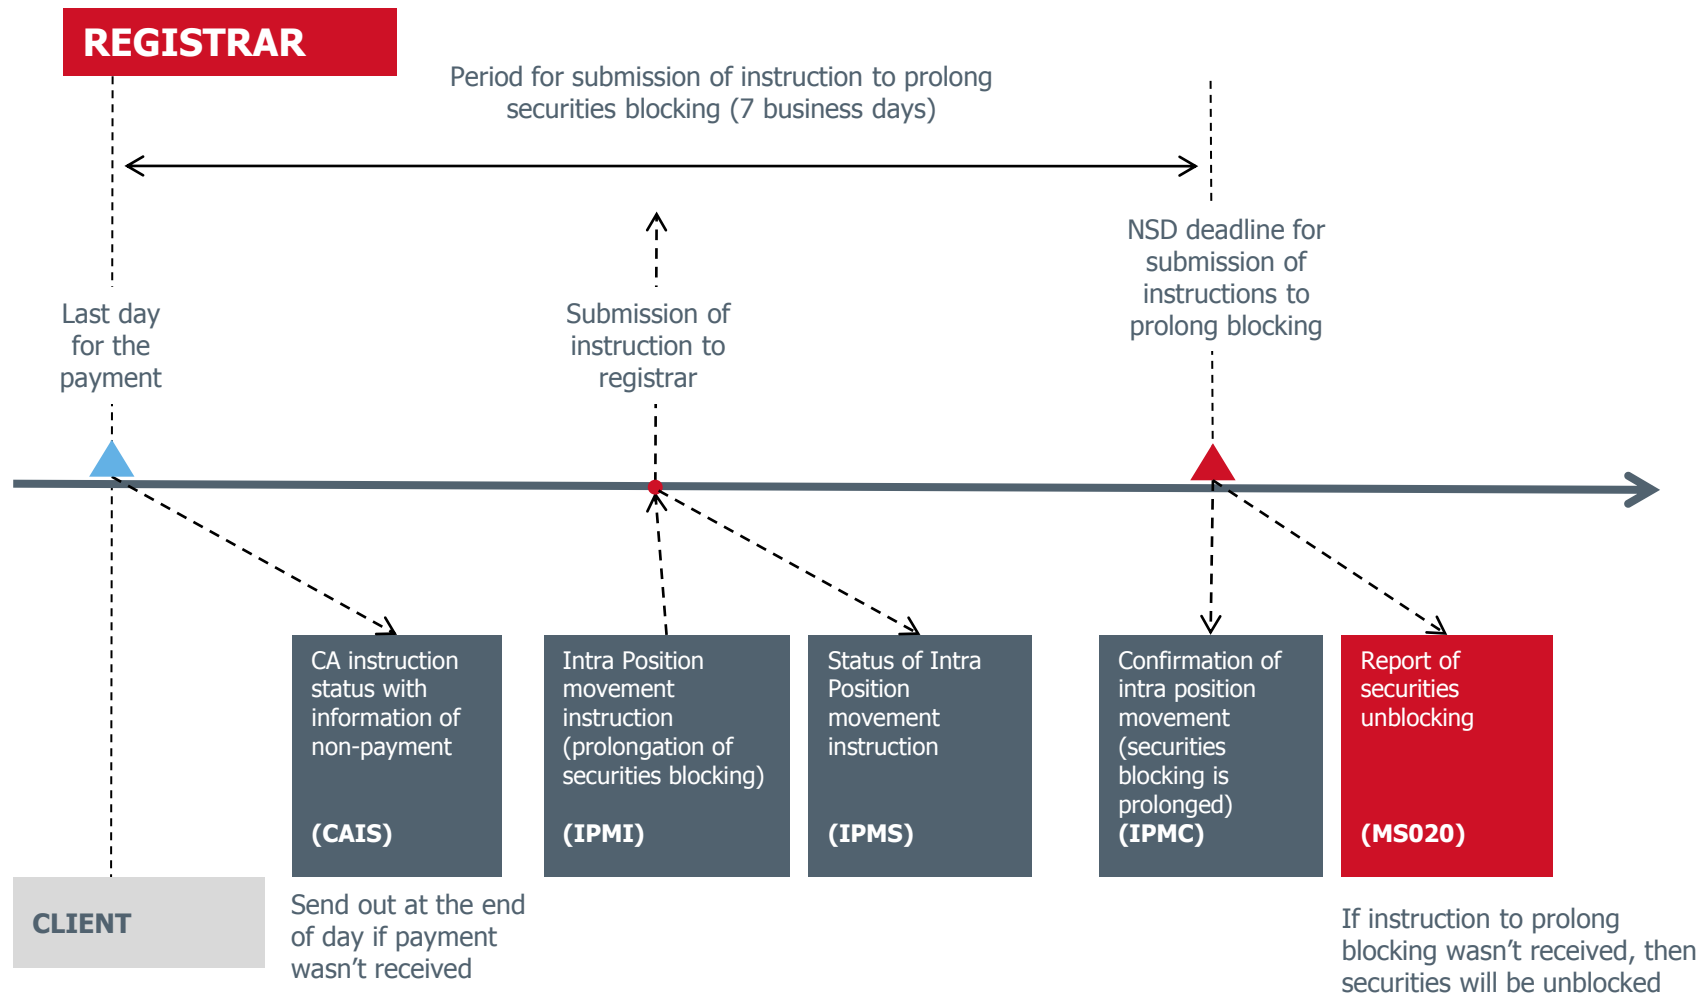 REGISTRAR
Period for submission of instruction to prolong
securities blocking (7 business days)
NSD deadline for
submission of
instructions to
prolong blocking
Last day
for the
payment
Submission of
instruction to
registrar
CA instruction
status with
information of
non-payment
(CAIS)
Intra Position
movement
instruction
(prolongation of
securities blocking)
(IPMI)
Status of Intra
Position
movement
instruction
(IPMS)
Confirmation of
intra position
movement
(securities
blocking is
prolonged)
(IPMC)
Report of
securities
unblocking
(MS020)
CLIENT
Send out at the end
of day if payment
wasn’t received
If instruction to prolong
blocking wasn’t received, then
securities will be unblocked